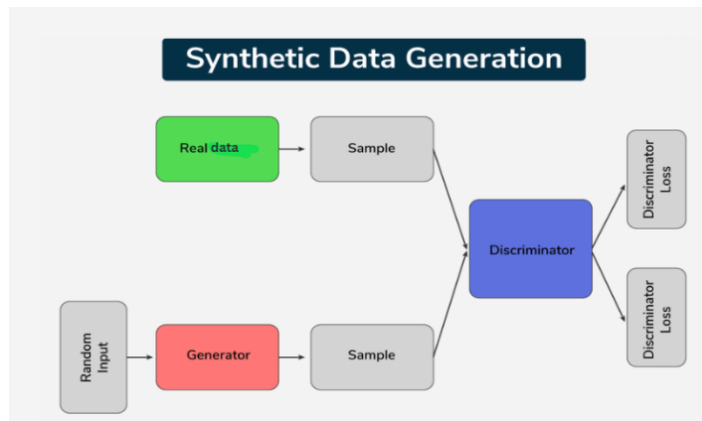 Synthetic Data Generation
Real data
Sample
Discriminator
Loss
Discriminator
Discriminator
Loss
Random
Input
Generator
Sample